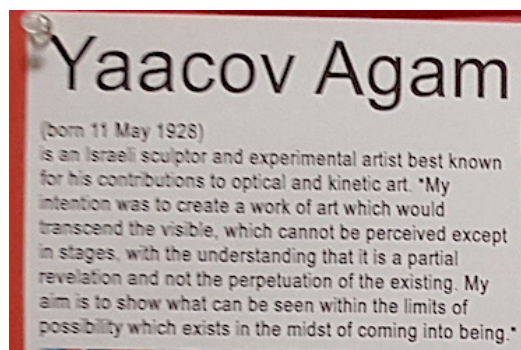 Yaacov Agam
(born 11 May 1928)
is an Israeli sculptor and experimental artist best known
for his contributions to optical and kinetic art. "My
intention was to create a work of art which would
transcend the visible, which cannot be perceived except
in stages, with the understanding that it is a partial
revelation and not the perpetuation of the existing. My
aim is to show what can be seen within the limits of
possibility which exists in the midst of coming into being."